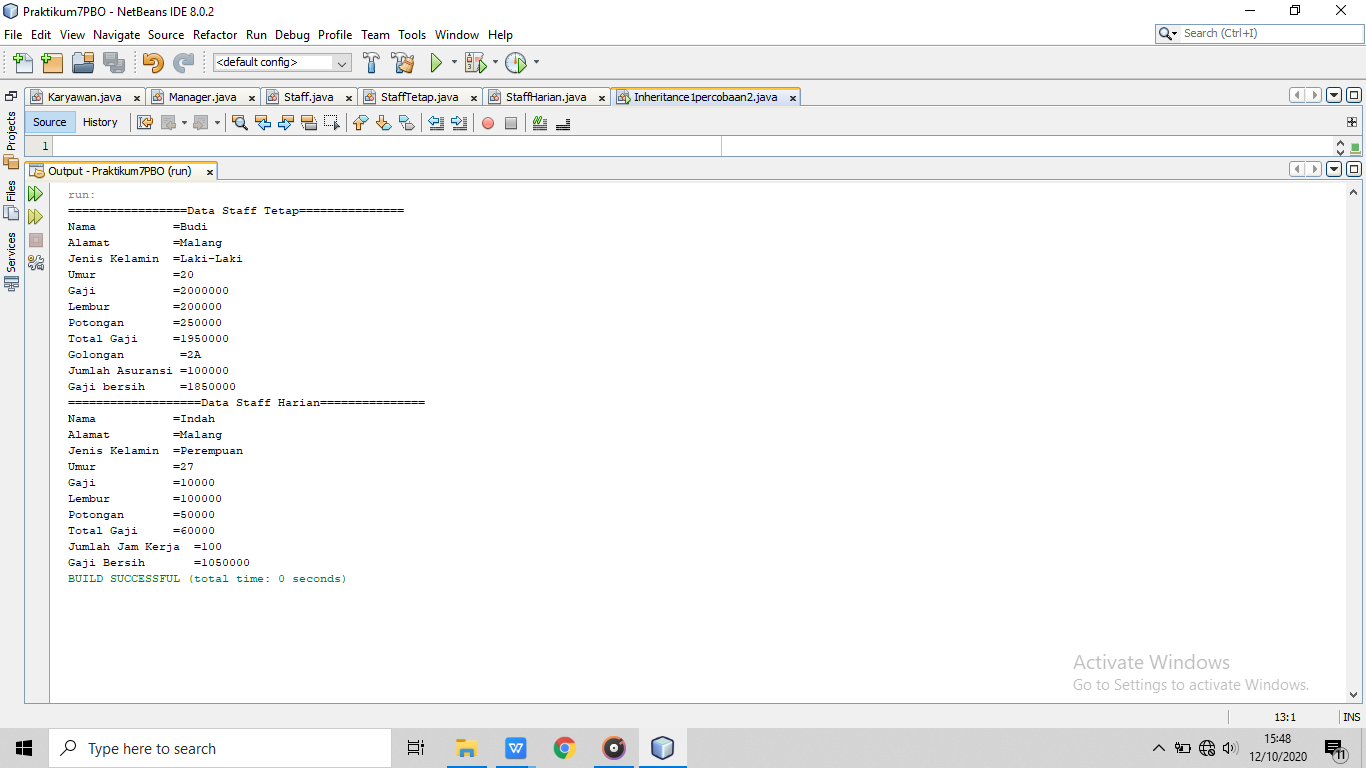 Praktikum7PBO - NetBeans IDE 8.0.2
File Edit View Navigate Source Refactor Run Debug Profile Team Tools Window Help
Search (Ctrl+I)
<default config>
Karyawan.java Manager.java Staff.java StaffTetap.java StaffHarian.java Inheritance1percobaan2.java
Source History
1
Projects
Files
Services
Output - Praktikum7PBO (run)
run:
=================Data Staff Tetap===============
Nama           =Budi
Alamat         =Malang
Jenis Kelamin  =Laki-Laki
Umur           =20
Gaji           =2000000
Lembur         =200000
Potongan       =250000
Total Gaji     =1950000
Golongan        =2A
Jumlah Asuransi =100000
Gaji bersih     =1850000
===================Data Staff Harian===============
Nama           =Indah
Alamat         =Malang
Jenis Kelamin  =Perempuan
Umur           =27
Gaji           =10000
Lembur         =100000
Potongan       =50000
Total Gaji     =60000
Jumlah Jam Kerja  =100
Gaji Bersih       =1050000
BUILD SUCCESSFUL (total time: 0 seconds)
Activate Windows
Go to Settings to activate Windows.
13:1 INS
Type here to search
15:48
12/10/2020
11